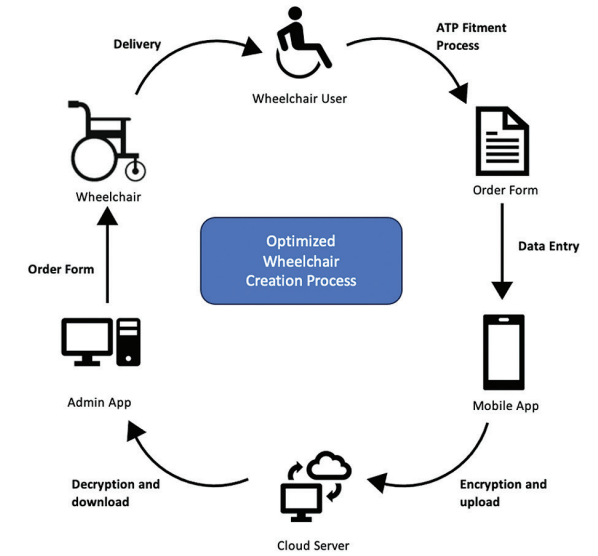 Delivery
ATP Fitment
Process
Wheelchair User
Wheelchair
Order Form
Optimized
Wheelchair
Creation Process
Data Entry
Order Form
Admin App
Mobile App
Decryption and
download
Encryption and
upload
Cloud Server